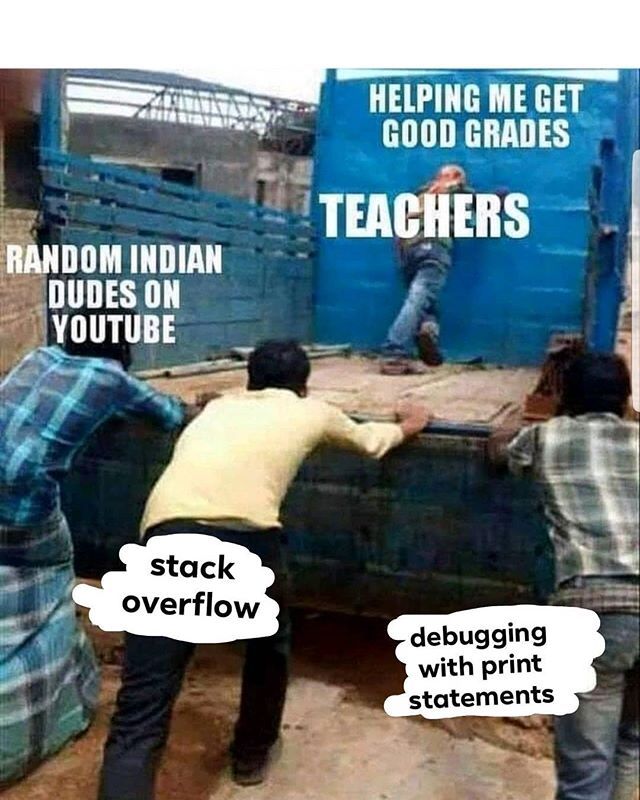 HELPING ME GET
GOOD GRADES
TEACHERS
RANDOM INDIAN
DUDES ON
YOUTUBE
stack
overflow
debugging
with print
statements